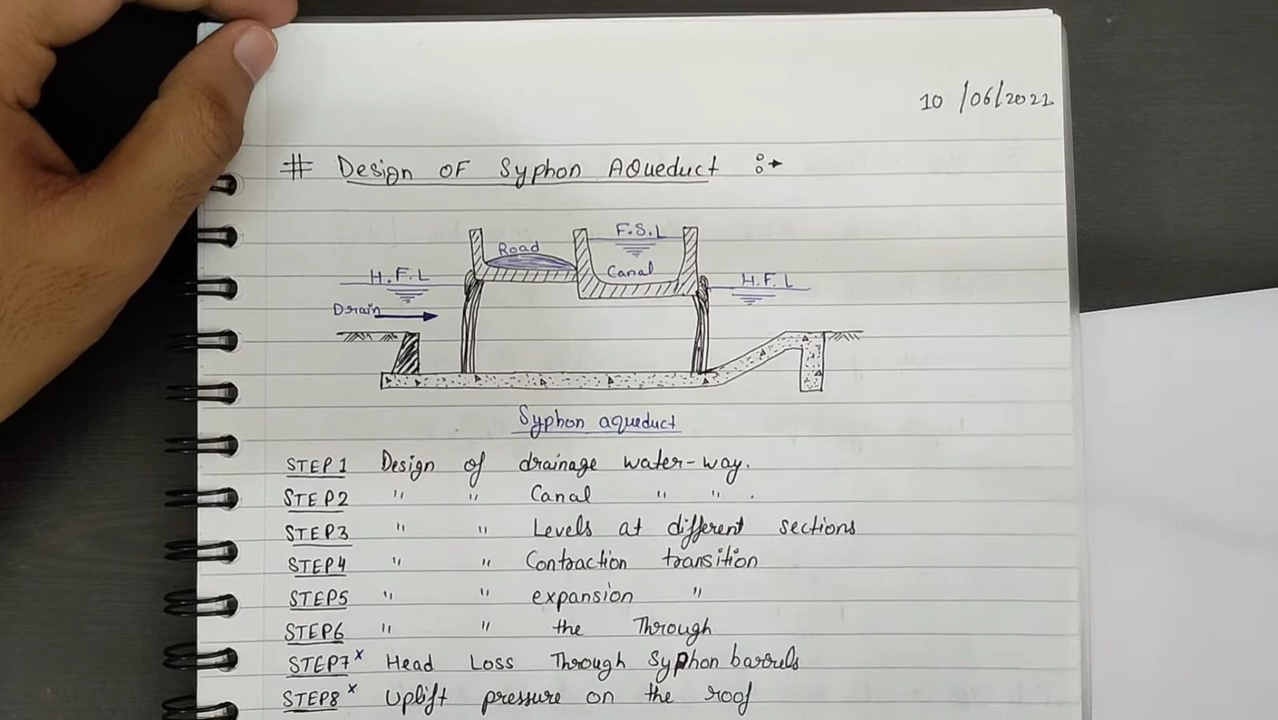 10/06/2021
# Design OF Syphon AQueduct :→
F.S.L
Road
H.F.L
Canal
H.F.L
Drain
Syphon aqueduct
STEP1 Design of drainage water-way.
STEP2 " " Canal " " .
STEP3 " " Levels at different sections
STEP4 " " Contraction transition
STEP5 " " expansion "
STEP6 " " the Through
STEP7x Head Loss Through Syphon barrels
STEP8x Uplift pressure on the roof